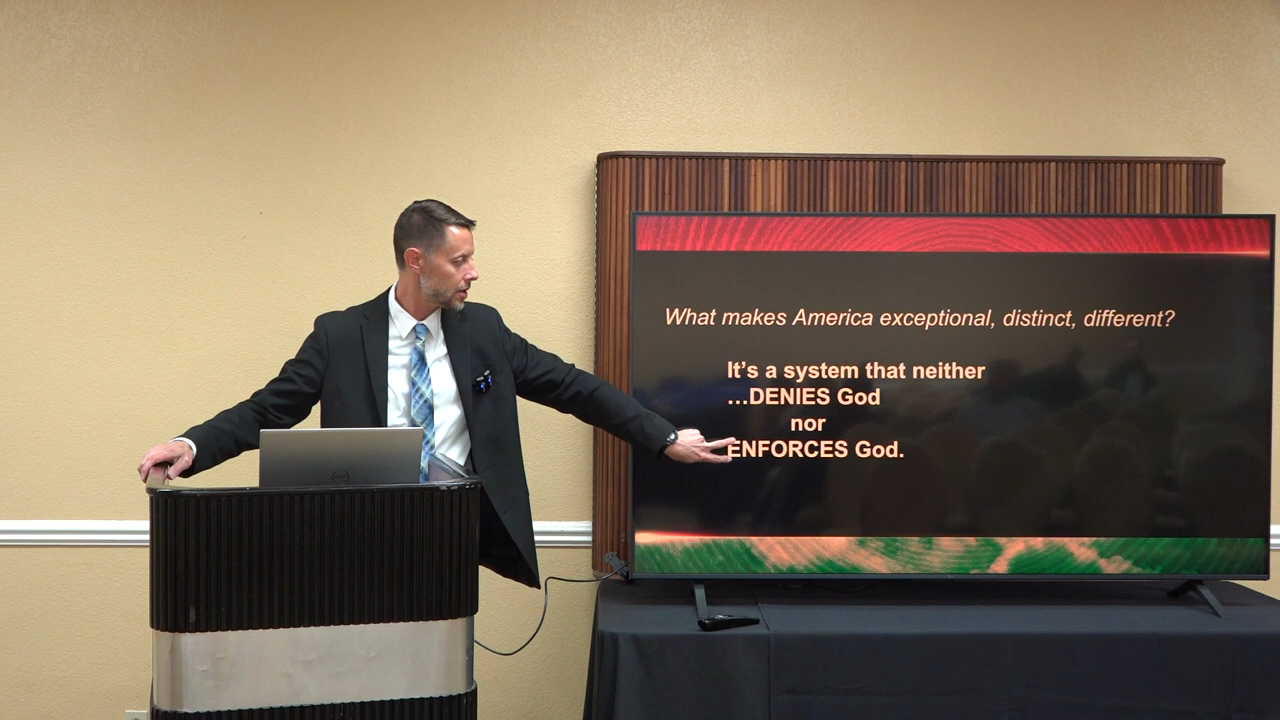 What makes America exceptional, distinct, different?
It's a system that neither
...DENIES God
nor
ENFORCES God.